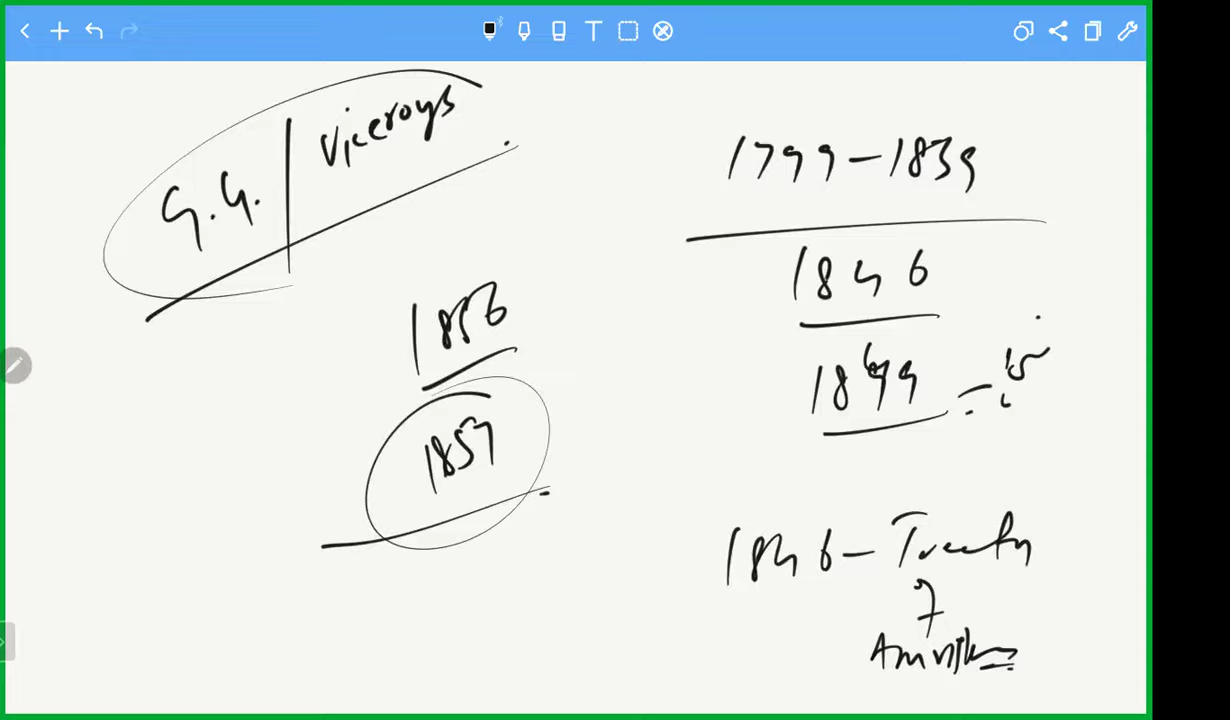 G.G. | Viceroys
1856
1857
1799-1839
1846
1849 -
1846 - Treaty
of
Amritsar